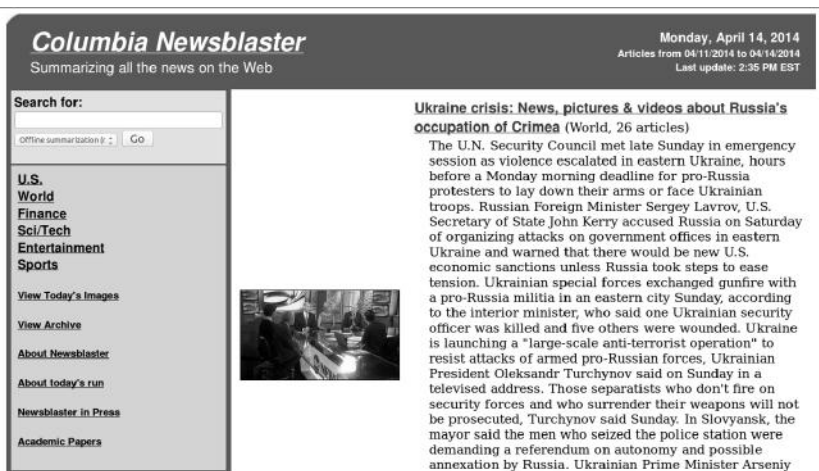 Columbia Newsblaster
Summarizing all the news on the Web
Monday, April 14, 2014
Articles from 04/11/2014 to 04/14/2014
Last update: 2:35 PM EST
Search for:
Offline summarization
Go
U.S.
World
Finance
Sci/Tech
Entertainment
Sports
View Today's Images
View Archive
About Newsblaster
About today's run
Newsblaster in Press
Academic Papers
Ukraine crisis: News, pictures & videos about Russia's
occupation of Crimea (World, 26 articles)
The U.N. Security Council met late Sunday in emergency
session as violence escalated in eastern Ukraine, hours
before a Monday morning deadline for pro-Russia
protesters to lay down their arms or face Ukrainian
troops. Russian Foreign Minister Sergey Lavrov, U.S.
Secretary of State John Kerry accused Russia on Saturday
of organizing attacks on government offices in eastern
Ukraine and warned that there would be new U.S.
economic sanctions unless Russia took steps to ease
tension. Ukrainian special forces exchanged gunfire with
a pro-Russia militia in an eastern city Sunday, according
to the interior minister, who said one Ukrainian security
officer was killed and five others were wounded. Ukraine
is launching a "large-scale anti-terrorist operation" to
resist attacks of armed pro-Russian forces, Ukrainian
President Oleksandr Turchynov said on Sunday in a
televised address. Those separatists who don't fire on
security forces and who surrender their weapons will not
be prosecuted, Turchynov said Sunday. In Slovyansk, the
mayor said the men who seized the police station were
demanding a referendum on autonomy and possible
annexation by Russia. Ukrainian Prime Minister Arseniy